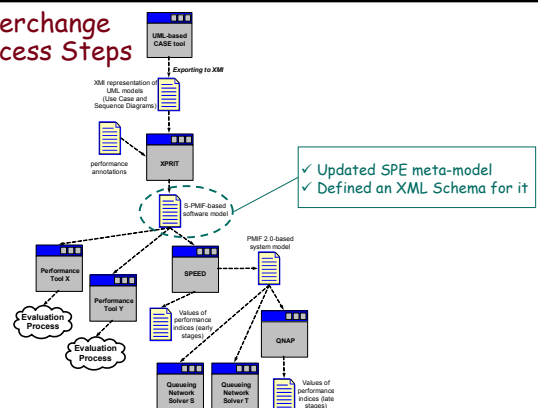 erchange
cess Steps
UML-based
CASE tool
Exporting to XMI
XMI representation of
UML models
(Use Case and
Sequence Diagrams)
performance
annotations
XPRIT
✓ Updated SPE meta-model
✓ Defined an XML Schema for it
S-PMIF-based
software model
PMIF 2.0-based
system model
Performance
Tool X
SPEED
Performance
Tool Y
Evaluation
Process
Values of
performance
indices (early
stages)
QNAP
Evaluation
Process
Queueing
Network
Solver S
Queueing
Network
Solver T
Values of
performance
indices (late
stages)